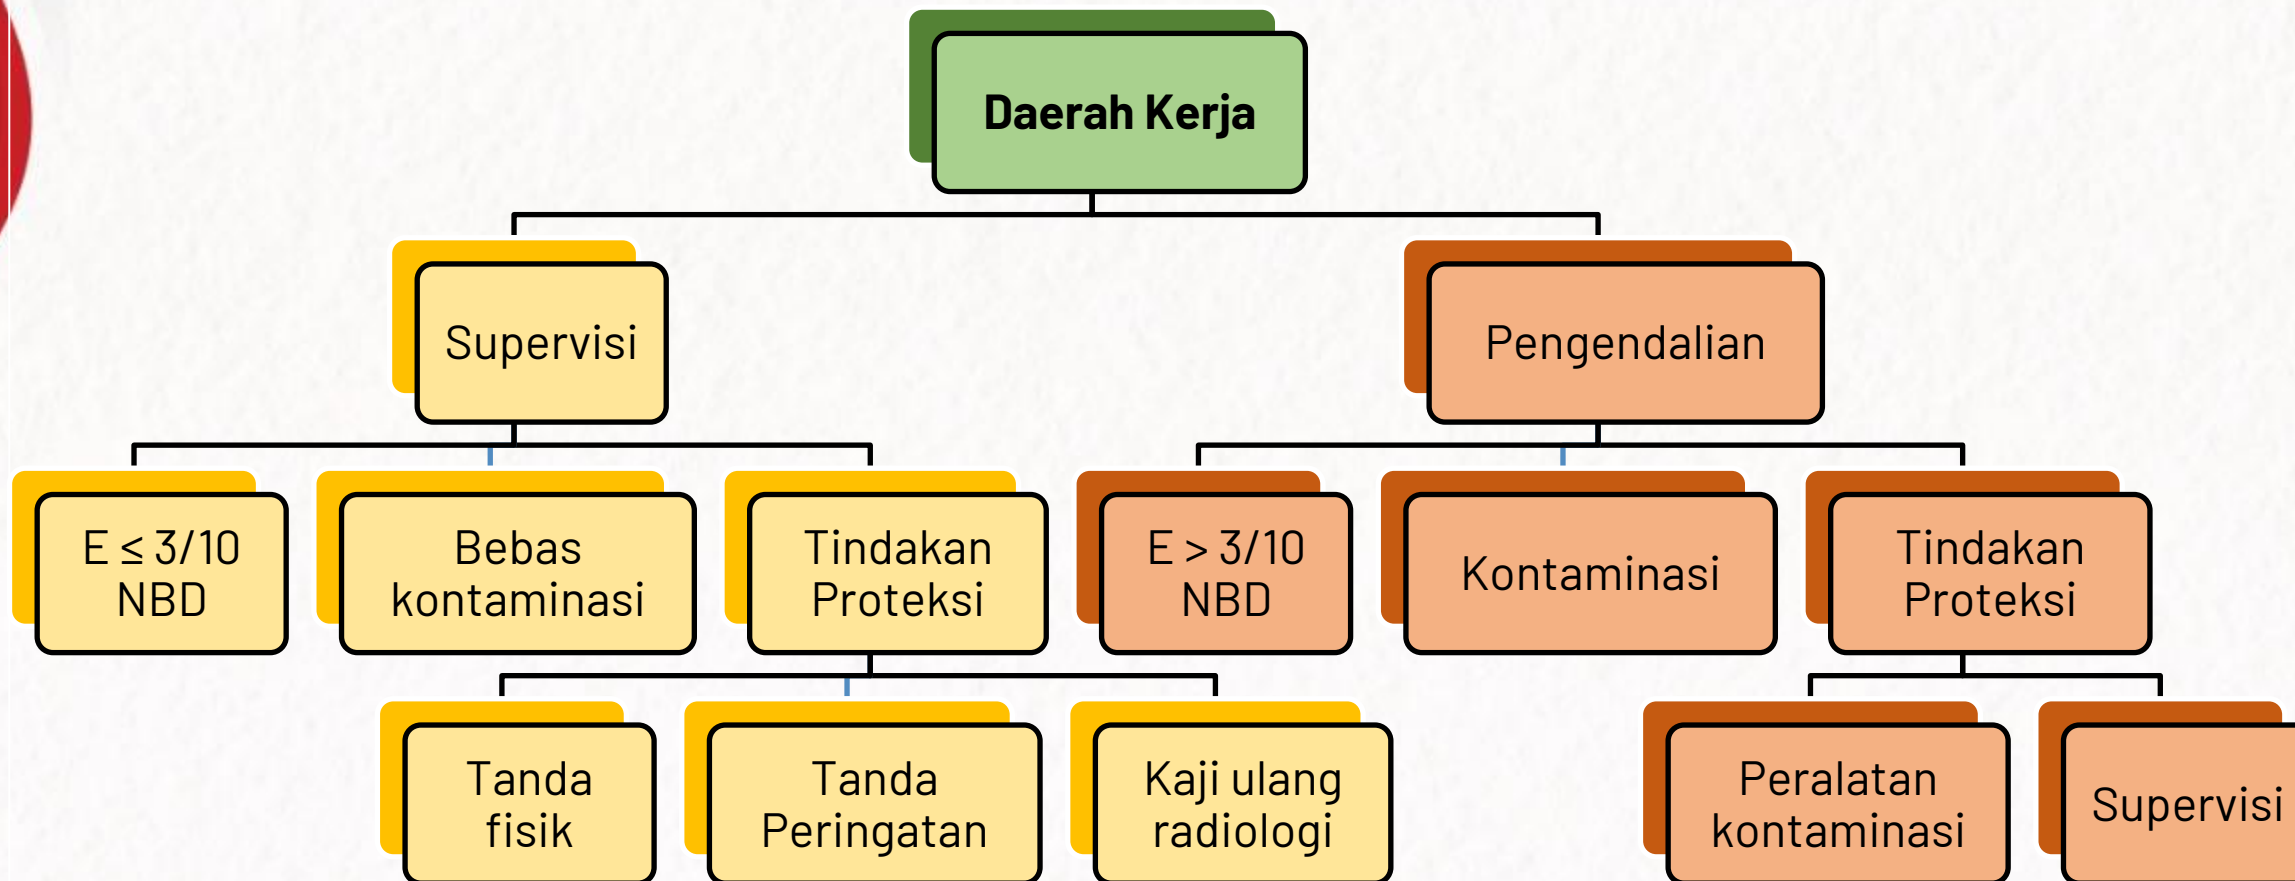 Daerah Kerja
Supervisi
Pengendalian
E ≤ 3/10
NBD
Bebas
kontaminasi
Tindakan
Proteksi
E > 3/10
NBD
Kontaminasi
Tindakan
Proteksi
Tanda
fisik
Tanda
Peringatan
Kaji ulang
radiologi
Peralatan
kontaminasi
Supervisi